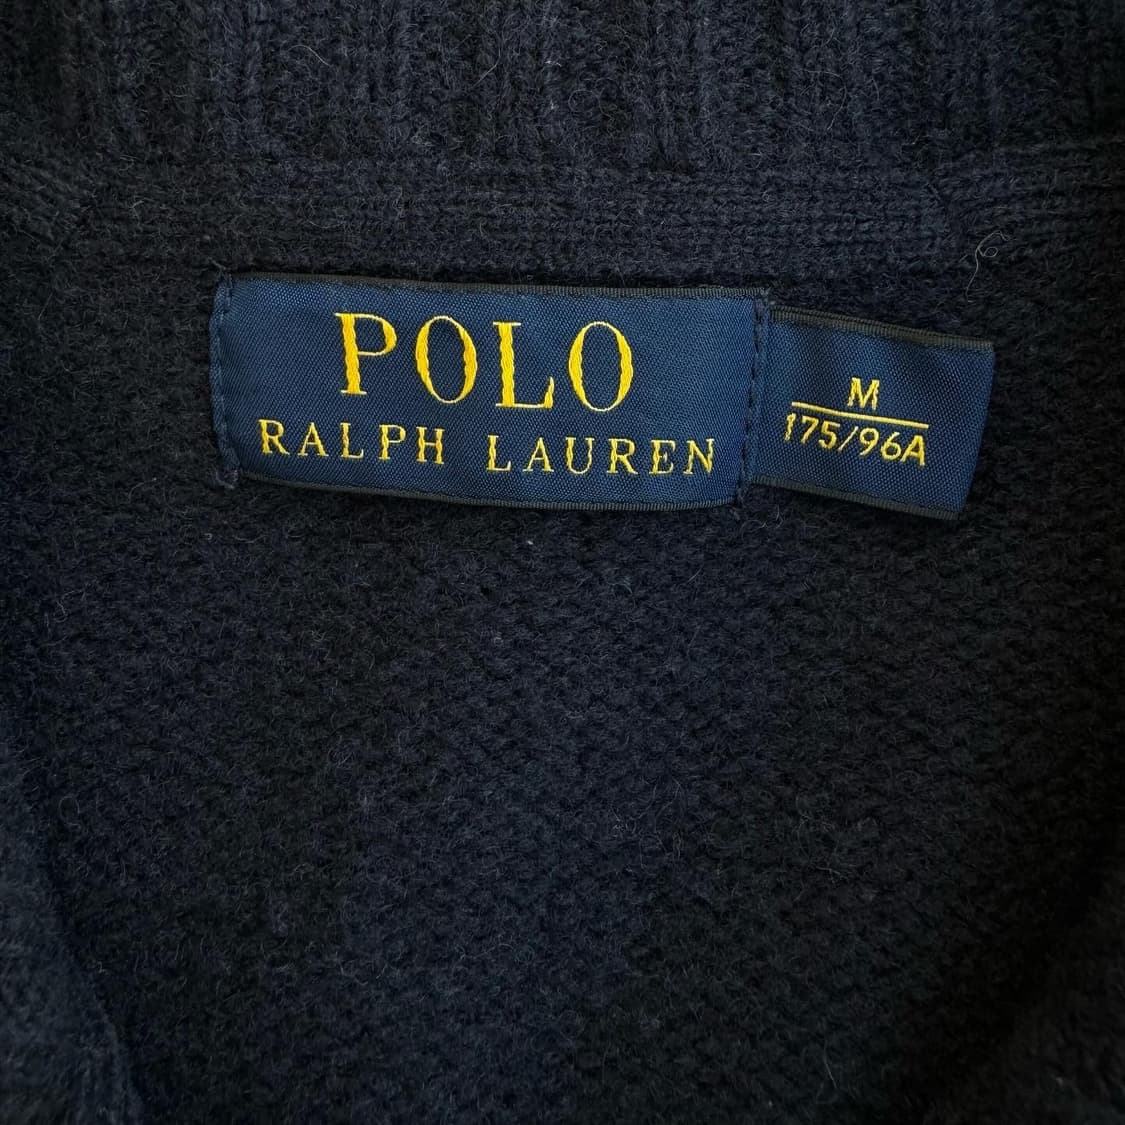 POLO
RALPH LAUREN
M
175/96A